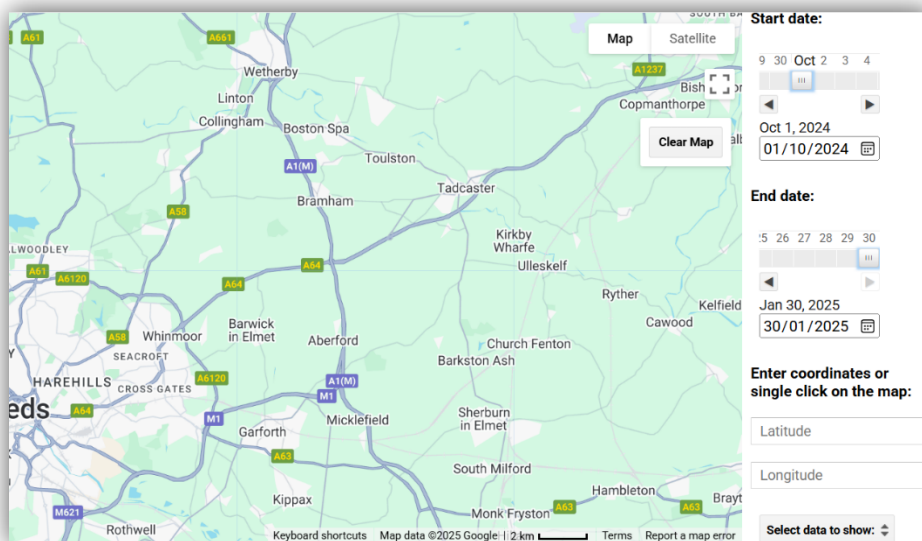 A61
A661
SOUTH BA
Map Satellite
Wetherby
A1237
Bish
Linton
Copmanthorpe
Collingham
Boston Spa
Clear Map
Toulston
A1(M)
Tadcaster
Bramham
A58
Kirkby
Wharfe
ALWOODLEY
A64
Ulleskelf
A61
A6120
A64
Ryther
Kelfield
Barwick
in Elmet
Cawood
A58
Whinmoor
Aberford
Church Fenton
SEACROFT
Barkston Ash
HAREHILLS
CROSS GATES
A6120
A1(M)
M1
eds
A64
M1
Micklefield
Sherburn
in Elmet
Garforth
A63
South Milford
Hambleton
Kippax
Brayt
A63
M621
Monk Fryston
Rothwell
Keyboard shortcuts Map data ©2025 Google 2 km Terms Report a map error
Start date:
9 30 Oct 2 3 4
Oct 1, 2024
01/10/2024
End date:
25 26 27 28 29 30
Jan 30, 2025
30/01/2025
Enter coordinates or
single click on the map:
Latitude
Longitude
Select data to show: